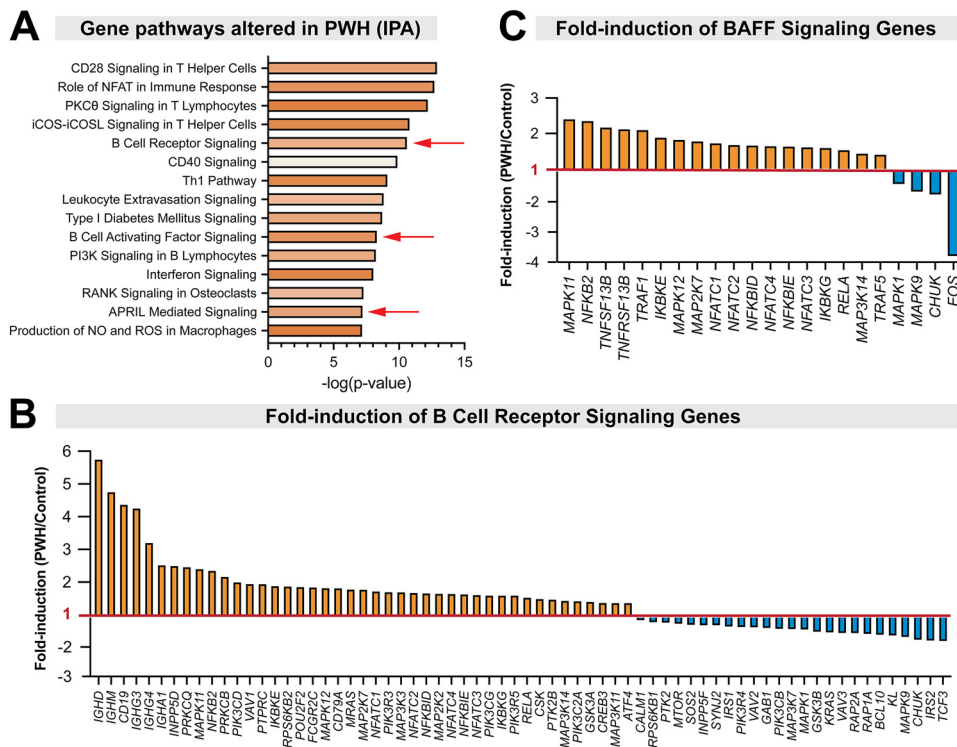 A
Gene pathways altered in PWH (IPA)
CD28 Signaling in T Helper Cells
Role of NFAT in Immune Response
PKCθ Signaling in T Lymphocytes
iCOS-iCOSL Signaling in T Helper Cells
B Cell Receptor Signaling
CD40 Signaling
Th1 Pathway
Leukocyte Extravasation Signaling
Type I Diabetes Mellitus Signaling
B Cell Activating Factor Signaling
PI3K Signaling in B Lymphocytes
Interferon Signaling
RANK Signaling in Osteoclasts
APRIL Mediated Signaling
Production of NO and ROS in Macrophages
0 5 10 15
-log(p-value)
C
Fold-induction of BAFF Signaling Genes
Fold-induction (PWH/Control)
3
2
1
-2
-3
-4
MAPK11
NFKB2
TNFSF13B
TNFRSF13B
TRAF1
IKBKE
MAPK12
MAP2K7
NFATC1
NFATC2
NFKBID
NFATC4
NFKBIE
NFATC3
IKBKG
RELA
MAP3K14
TRAF5
MAPK1
MAPK9
CHUK
FOS
B
Fold-induction of B Cell Receptor Signaling Genes
Fold-induction (PWH/Control)
6
5
4
3
2
1
-2
-3
IGHD
IGHM
CD19
IGHG3
IGHG4
IGHA1
INPP5D
PRKCQ
MAPK11
NFKB2
PRKCB
PIK3CD
VAV1
PTPRC
IKBKE
RPS6KB2
POU2F2
FCGR2C
MAPK12
CD79A
MRAS
MAP2K7
NFATC1
PIK3R3
MAP3K3
NFATC2
NFKBID
MAP2K2
NFATC4
NFKBIE
NFATC3
PIK3CG
IKBKG
PIK3R5
RELA
CSK
PTK2B
MAP3K14
PIK3C2A
GSK3A
CREB3
MAP3K11
ATF4
CALM1
RPS6KB1
PTK2
MTOR
SOS2
INPP5F
SYNJ2
IRS1
PIK3R4
VAV2
GAB1
PIK3CB
MAP3K7
MAPK1
GSK3B
KRAS
VAV3
RAP2A
RAP1A
BCL10
KL
MAPK9
CHUK
IRS2
TCF3